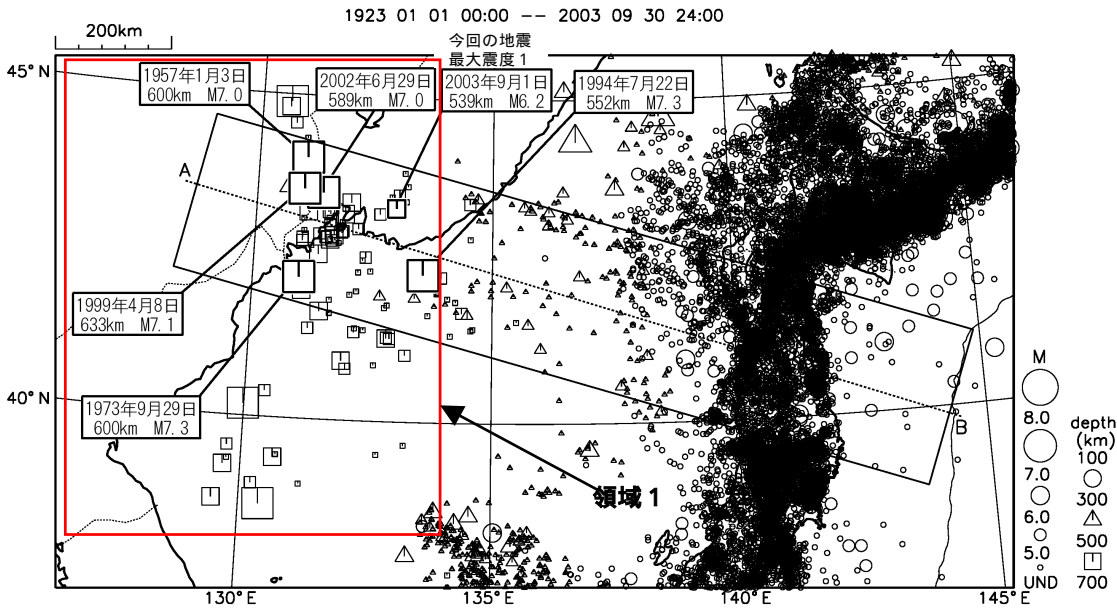 1923 01 01 00:00 -- 2003 09 30 24:00
200km
今回の地震
最大震度１
45°N
1957年1月3日
600km M7.0
2002年6月29日
589km M7.0
2003年9月1日
539km M6.2
1994年7月22日
552km M7.3
A
1999年4月8日
633km M7.1
40°N
1973年9月29日
600km M7.3
領域１
B
M
8.0
7.0
6.0
5.0
UND
depth
(km)
100
300
500
700
130°E
135°E
140°E
145°E